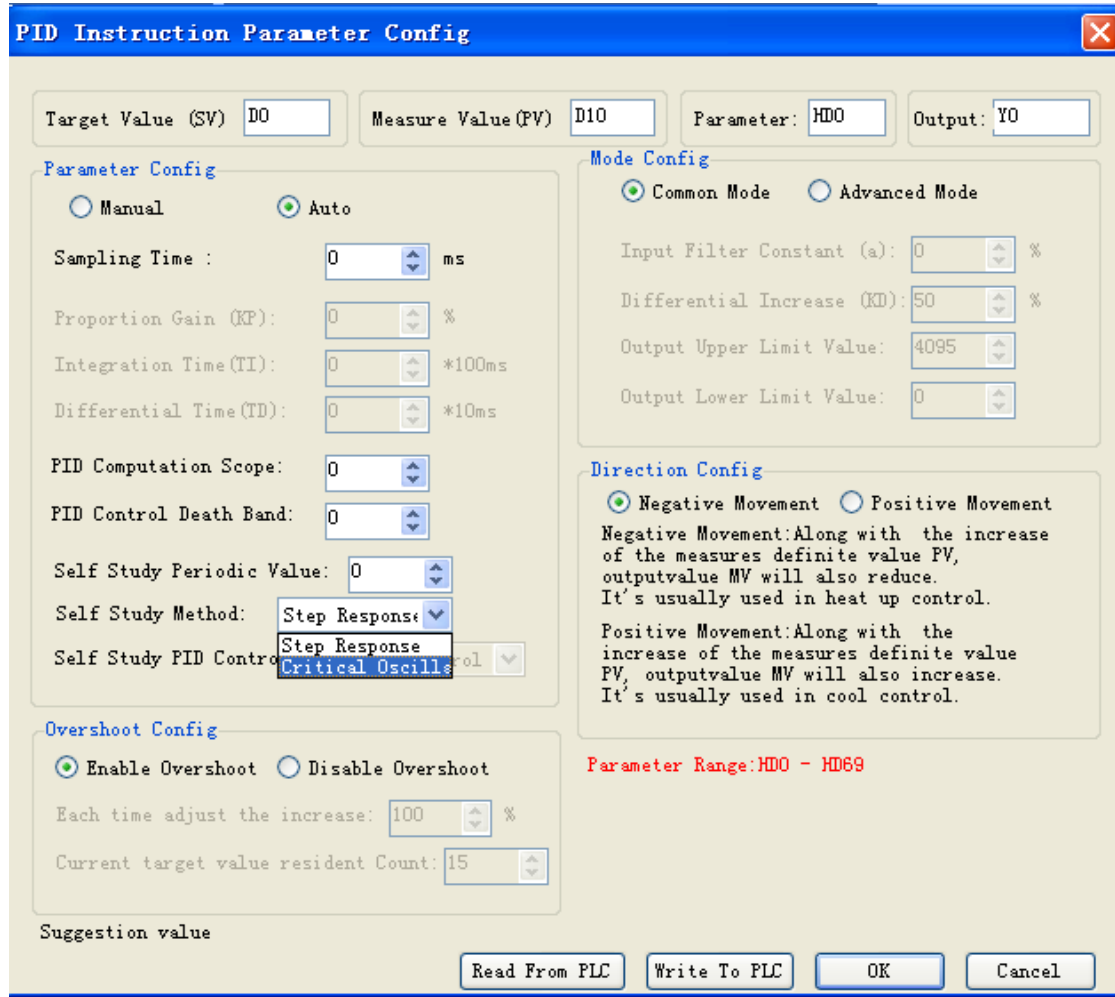 PID Instruction Parameter Config
Target Value (SV) D0
Measure Value(PV) D10
Parameter: HD0
Output: Y0
Parameter Config
Manual Auto
Sampling Time : 0 ms
Proportion Gain (KP): 0 %
Integration Time(TI): 0 *100ms
Differential Time(TD): 0 *10ms
PID Computation Scope: 0
PID Control Death Band: 0
Self Study Periodic Value: 0
Self Study Method: Step Response
Step Response
Critical Oscilla
Self Study PID Contro rol
Overshoot Config
Enable Overshoot Disable Overshoot
Each time adjust the increase: 100 %
Current target value resident Count: 15
Suggestion value
Mode Config
Common Mode Advanced Mode
Input Filter Constant (a): 0 %
Differential Increase (KD): 50 %
Output Upper Limit Value: 4095
Output Lower Limit Value: 0
Direction Config
Negative Movement Positive Movement
Negative Movement:Along with the increase
of the measures definite value PV,
outputvalue MV will also reduce.
It's usually used in heat up control.
Positive Movement:Along with the
increase of the measures definite value
PV, outputvalue MV will also increase.
It's usually used in cool control.
Parameter Range:HD0 - HD69
Read From PLC Write To PLC OK Cancel